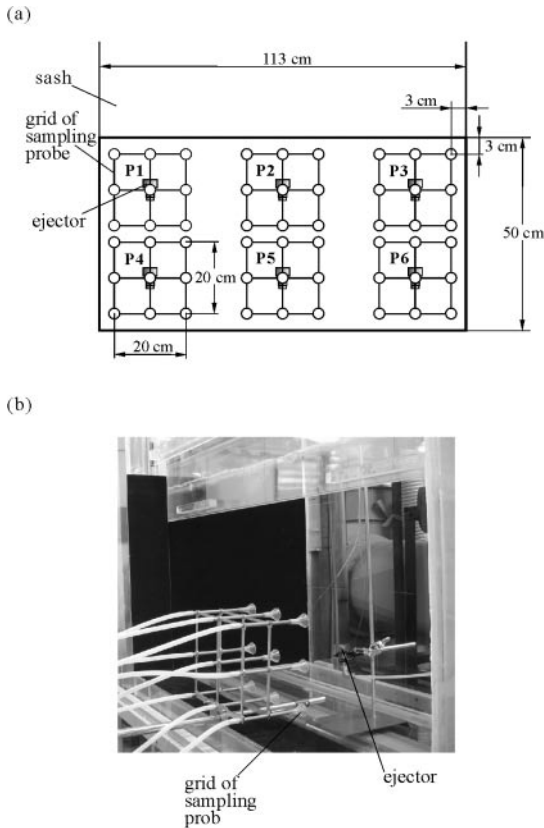 (a)
113 cm
sash
3 cm
grid of
sampling
probe
3 cm
P1
P2
P3
ejector
50 cm
P4
20 cm
P5
P6
20 cm
(b)
grid of
sampling
prob
ejector